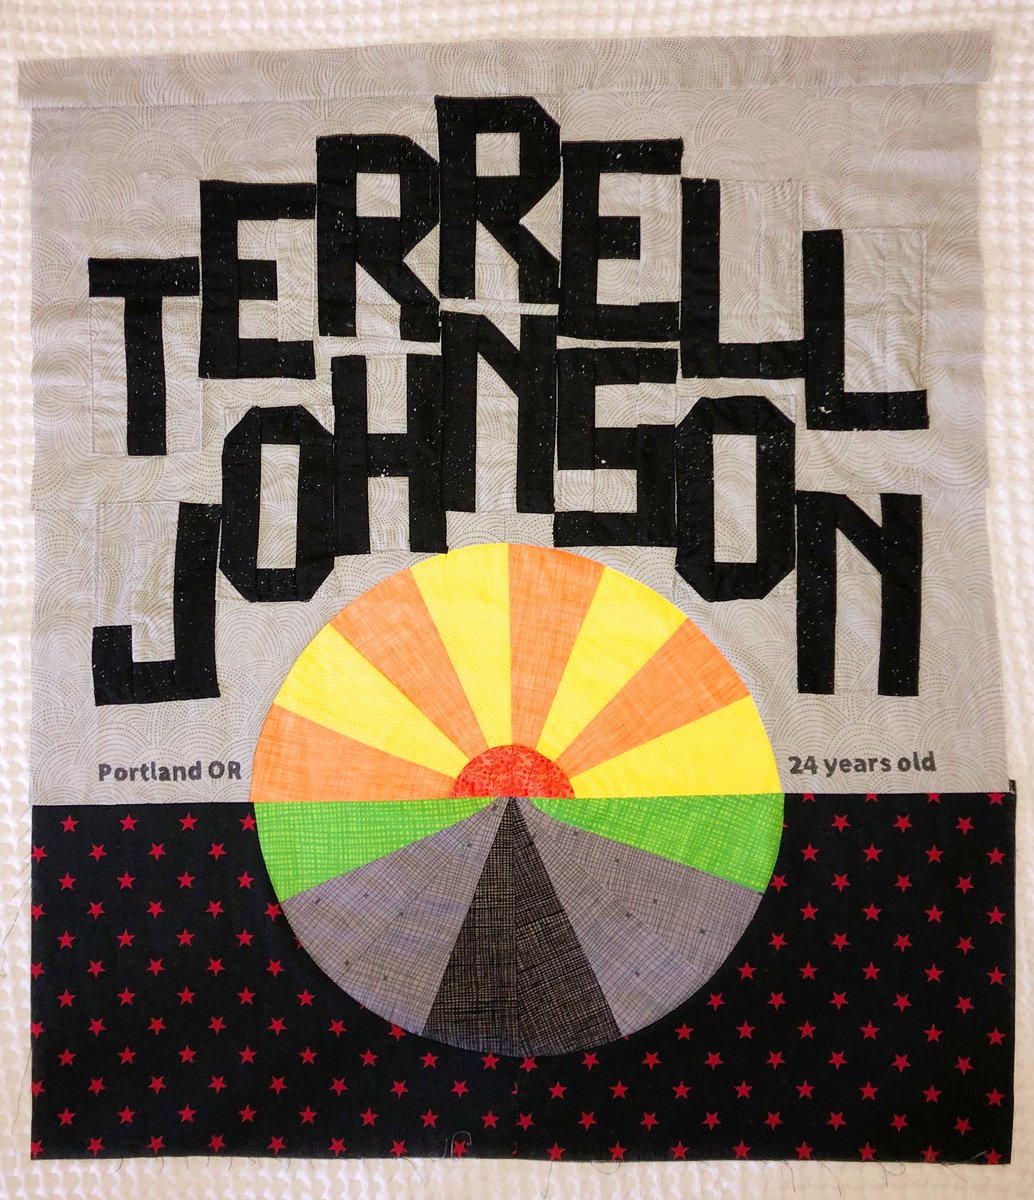 TERRELL
JOHNSON
Portland OR
24 years old